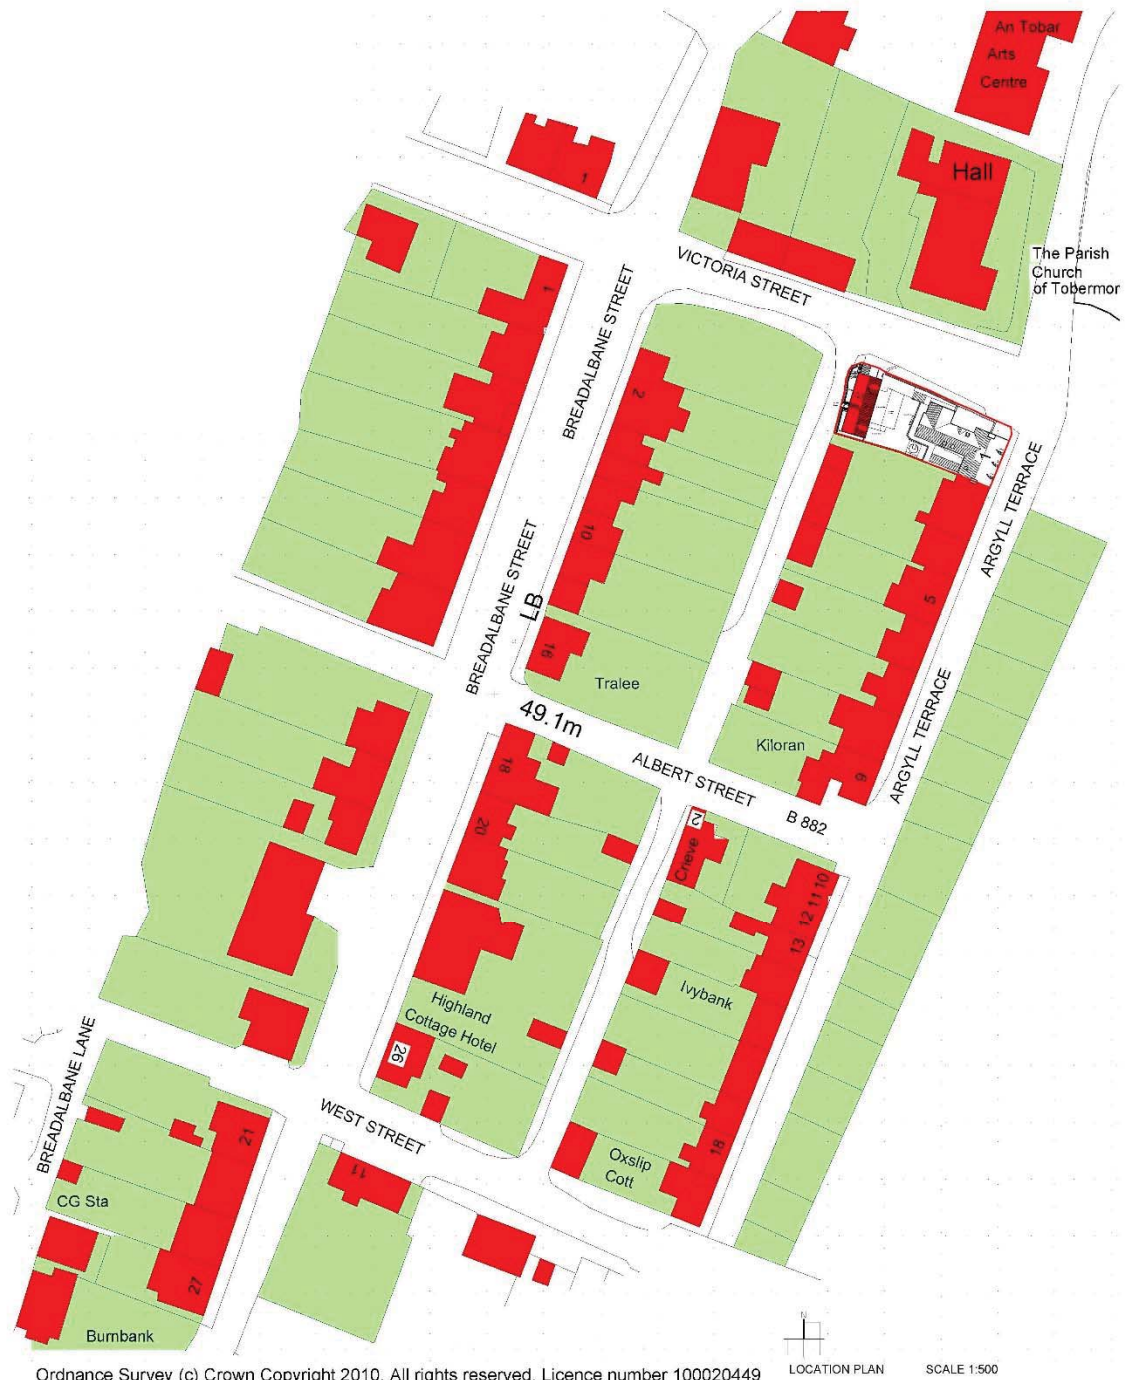 An Tobar
Arts
Centre
1
Hall
The Parish
Church
of Tobermor
VICTORIA STREET
BREADALBANE STREET
1
2
1
ARGYLL TERRACE
10
5
BREADALBANE STREET
LB
16
Tralee
49.1m
ALBERT STREET
Kiloran
9
ARGYLL TERRACE
B 882
18
20
2
Crieve
10
11
12
13
Ivybank
Highland
Cottage Hotel
26
BREADALBANE LANE
WEST STREET
21
11
18
Oxslip
Cott
CG Sta
27
Burnbank
N
LOCATION PLAN
SCALE 1:500
Ordnance Survey (c) Crown Copyright 2010. All rights reserved. Licence number 100020449